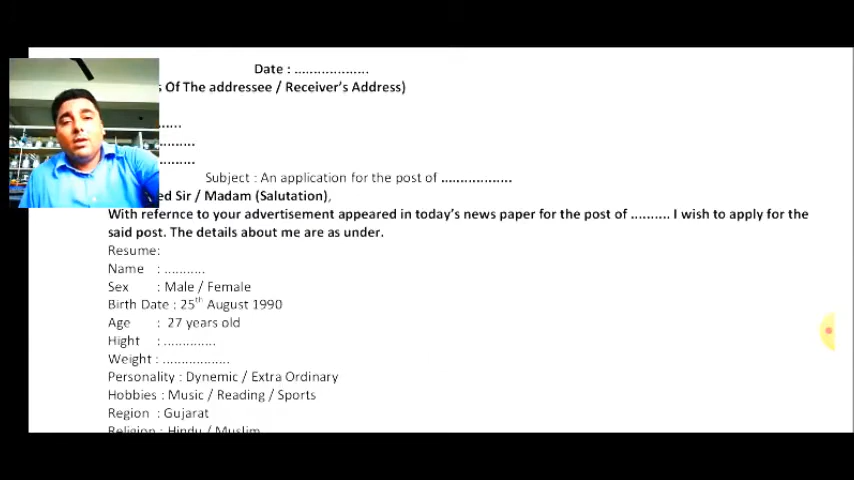 Date : ...................
s Of The addressee / Receiver's Address)
......
..........
..........
Subject : An application for the post of ..................
ed Sir / Madam (Salutation),
With refernce to your advertisement appeared in today's news paper for the post of .......... I wish to apply for the
said post. The details about me are as under.
Resume:
Name : ...........
Sex : Male / Female
Birth Date : 25th August 1990
Age : 27 years old
Hight : ..............
Weight : ..................
Personality : Dynemic / Extra Ordinary
Hobbies : Music / Reading / Sports
Region : Gujarat
Religion : Hindu / Muslim